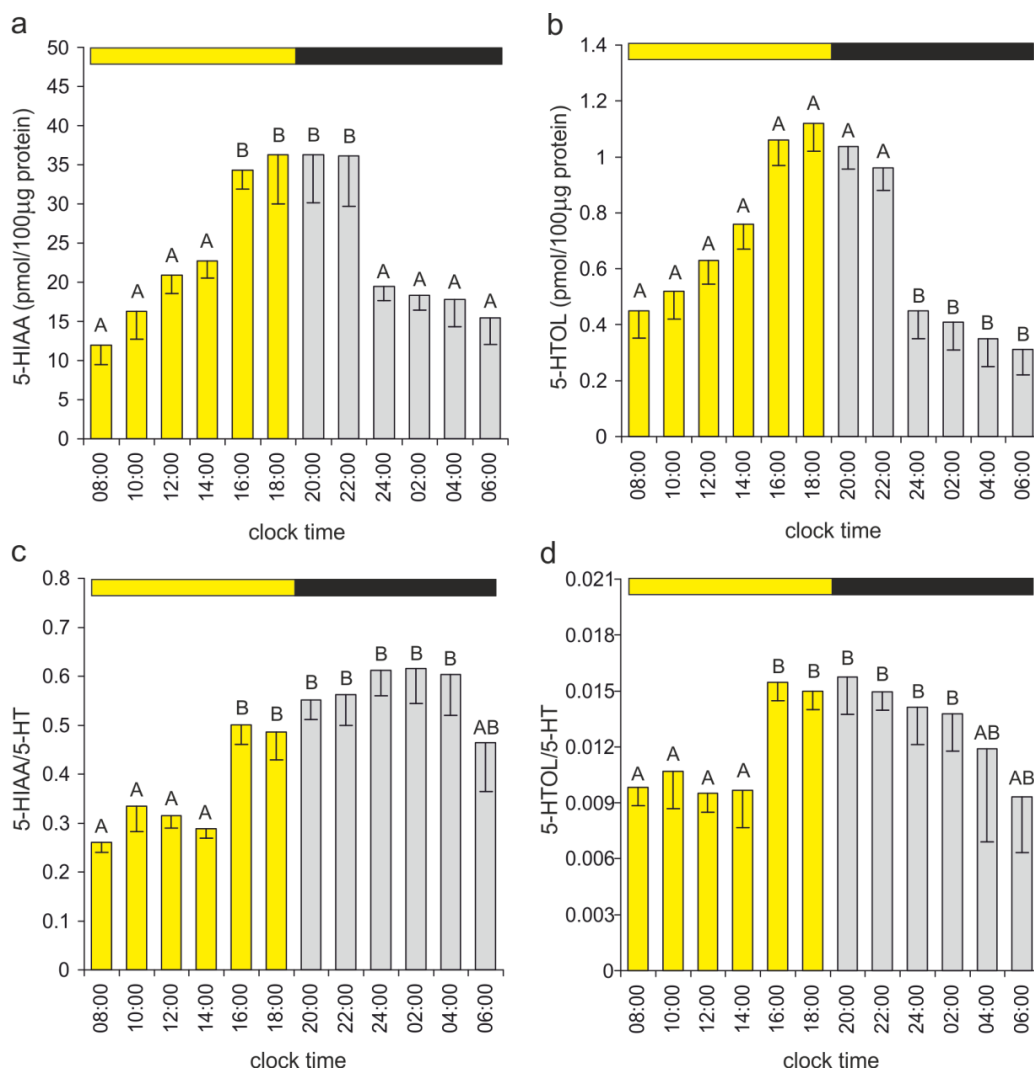 a
50
45
40
35
30
25
20
15
10
5
0
5-HIAA (pmol/100µg protein)
A A A A B B B B A A A A
08:00 10:00 12:00 14:00 16:00 18:00 20:00 22:00 24:00 02:00 04:00 06:00
clock time
b
1.4
1.2
1
0.8
0.6
0.4
0.2
0
5-HTOL (pmol/100µg protein)
A A A A A A A A B B B B
08:00 10:00 12:00 14:00 16:00 18:00 20:00 22:00 24:00 02:00 04:00 06:00
clock time
c
0.8
0.7
0.6
0.5
0.4
0.3
0.2
0.1
0
5-HIAA/5-HT
A A A A B B B B B B B AB
08:00 10:00 12:00 14:00 16:00 18:00 20:00 22:00 24:00 02:00 04:00 06:00
clock time
d
0.021
0.018
0.015
0.012
0.009
0.006
0.003
0
5-HTOL/5-HT
A A A A B B B B B B AB AB
08:00 10:00 12:00 14:00 16:00 18:00 20:00 22:00 24:00 02:00 04:00 06:00
clock time